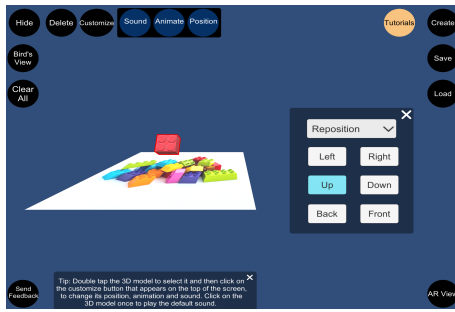 Hide
Delete
Customize
Sound
Animate
Position
Tutorials
Create
Bird's
View
Save
Clear
All
Load
Reposition
Left
Right
Up
Down
Back
Front
Send
Feedback
Tip: Double tap the 3D model to select it and then click on
the customize button that appears on the top of the screen,
to change its position, animation and sound. Click on the
3D model once to play the default sound.
AR View